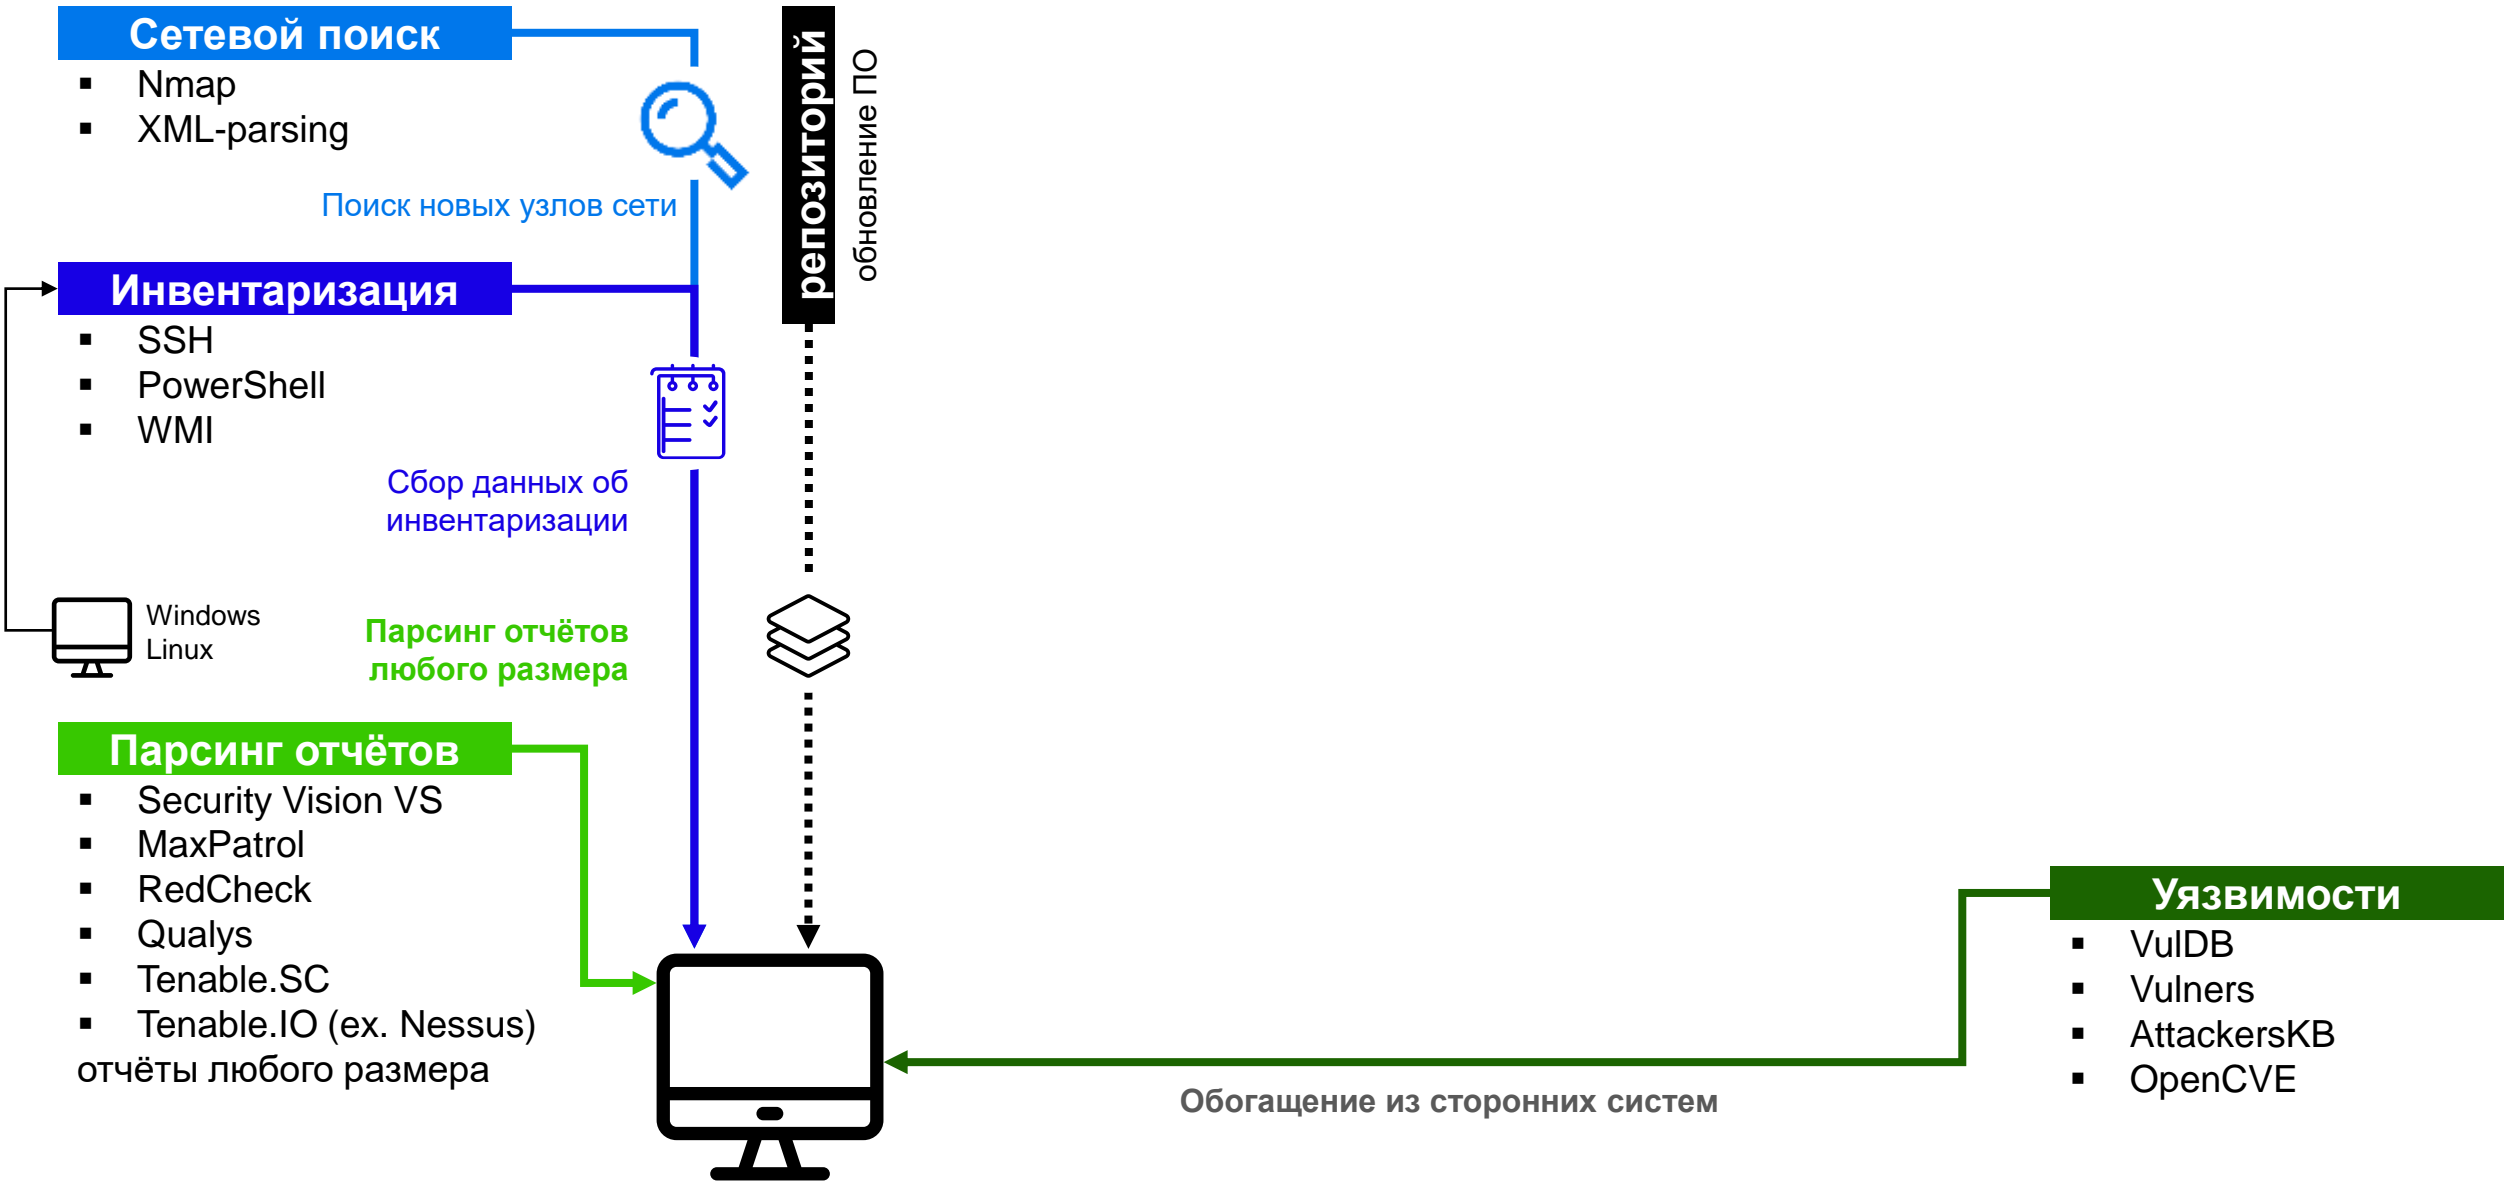 Сетевой поиск
Nmap
XML-parsing
Поиск новых узлов сети
репозиторий
обновление ПО
Инвентаризация
SSH
PowerShell
WMI
Сбор данных об
инвентаризации
Windows
Linux
Парсинг отчётов
любого размера
Парсинг отчётов
Security Vision VS
MaxPatrol
RedCheck
Qualys
Tenable.SC
Tenable.IO (ex. Nessus)
отчёты любого размера
Уязвимости
VulDB
Vulners
AttackersKB
OpenCVE
Обогащение из сторонних систем